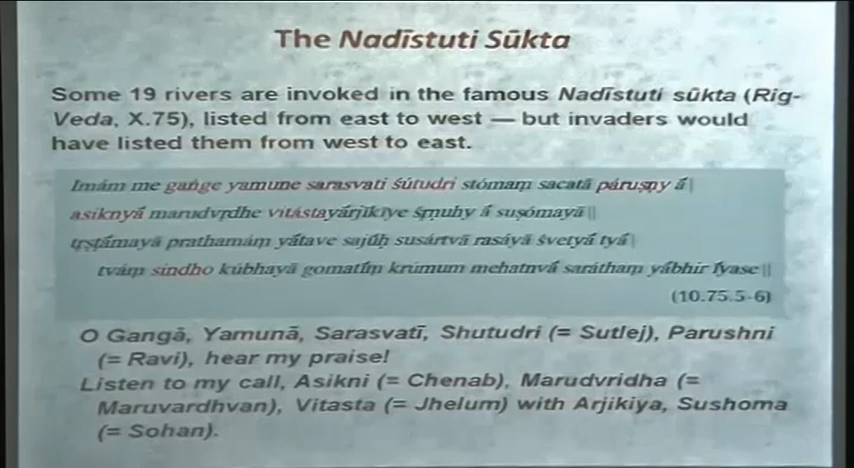 The Nadīstuti Sūkta
Some 19 rivers are invoked in the famous Nadīstuti sūkta (Rig-
Veda, X.75), listed from east to west — but invaders would
have listed them from west to east.
Imám me gaṅge yamune sarasvati śútudri stómaṃ sacatā páruṣṇy ā́|
asiknyā́ marudvṛdhe vitástayā́rjīkīye śṛṇuhy ā́ suṣómayā||
tṛṣṭā́mayā prathamáṃ yā́tave sajū́ḥ susártvā rasáyā śvetyā́ tyā́|
tváṃ sindho kúbhayā gomatī́ṃ krúmum mehatnvā́ saráthaṃ yā́bhir ī́yase||
(10.75.5-6)
O Gangā, Yamunā, Sarasvatī, Shutudri (= Sutlej), Parushni
(= Ravi), hear my praise!
Listen to my call, Asikni (= Chenab), Marudvridha (=
Maruvardhvan), Vitasta (= Jhelum) with Arjikiya, Sushoma
(= Sohan).